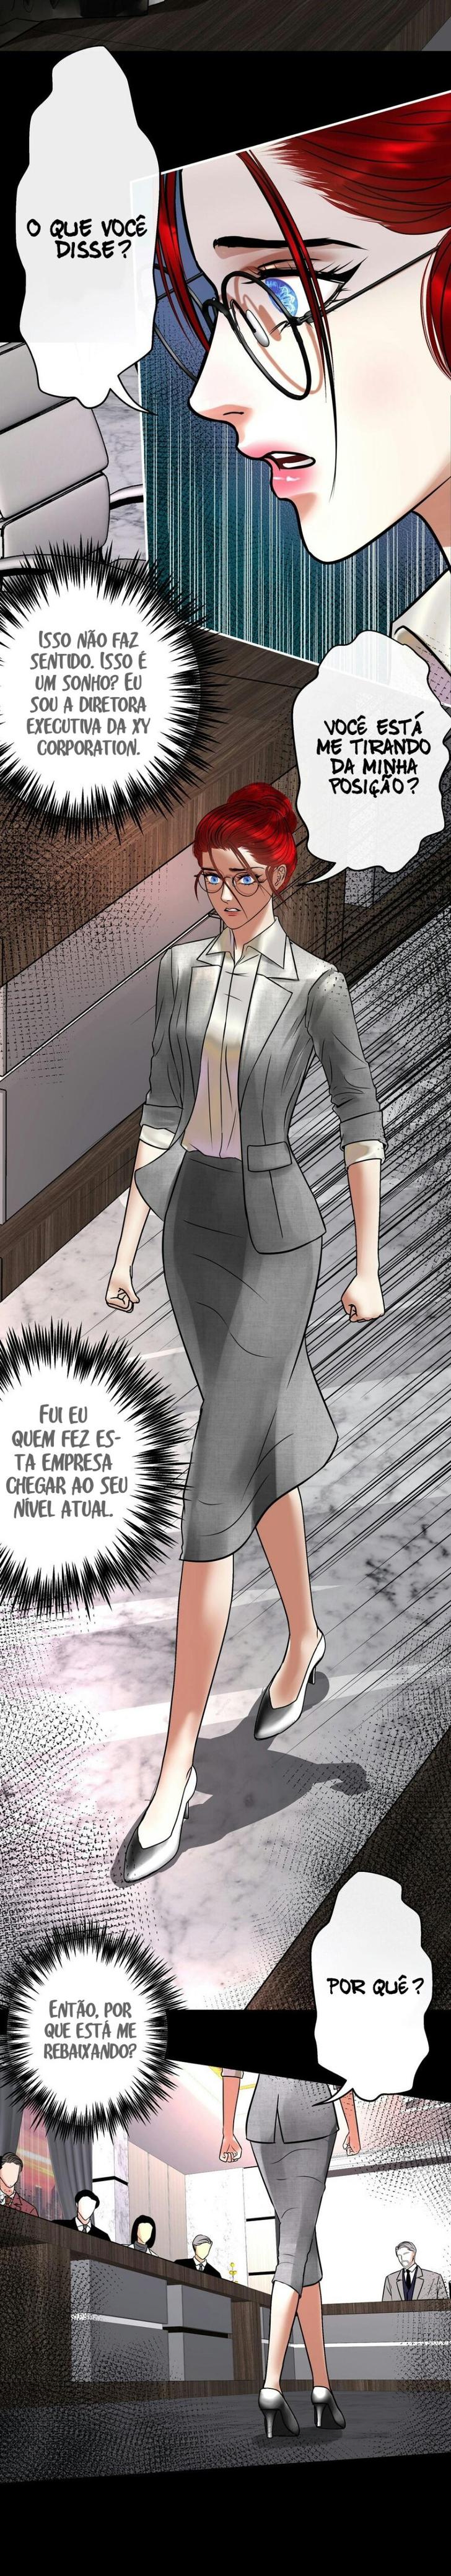 O QUE VOCÊ
DISSE?
ISSO NÃO FAZ
SENTIDO. ISSO É
UM SONHO? EU
SOU A DIRETORA
EXECUTIVA DA XY
CORPORATION.
VOCÊ ESTÁ
ME TIRANDO
DA MINHA
POSIÇÃO?
FUI EU
QUEM FEZ ES-
TA EMPRESA
CHEGAR AO SEU
NÍVEL ATUAL.
POR QUÊ?
ENTÃO, POR
QUE ESTÁ ME
REBAIXANDO?